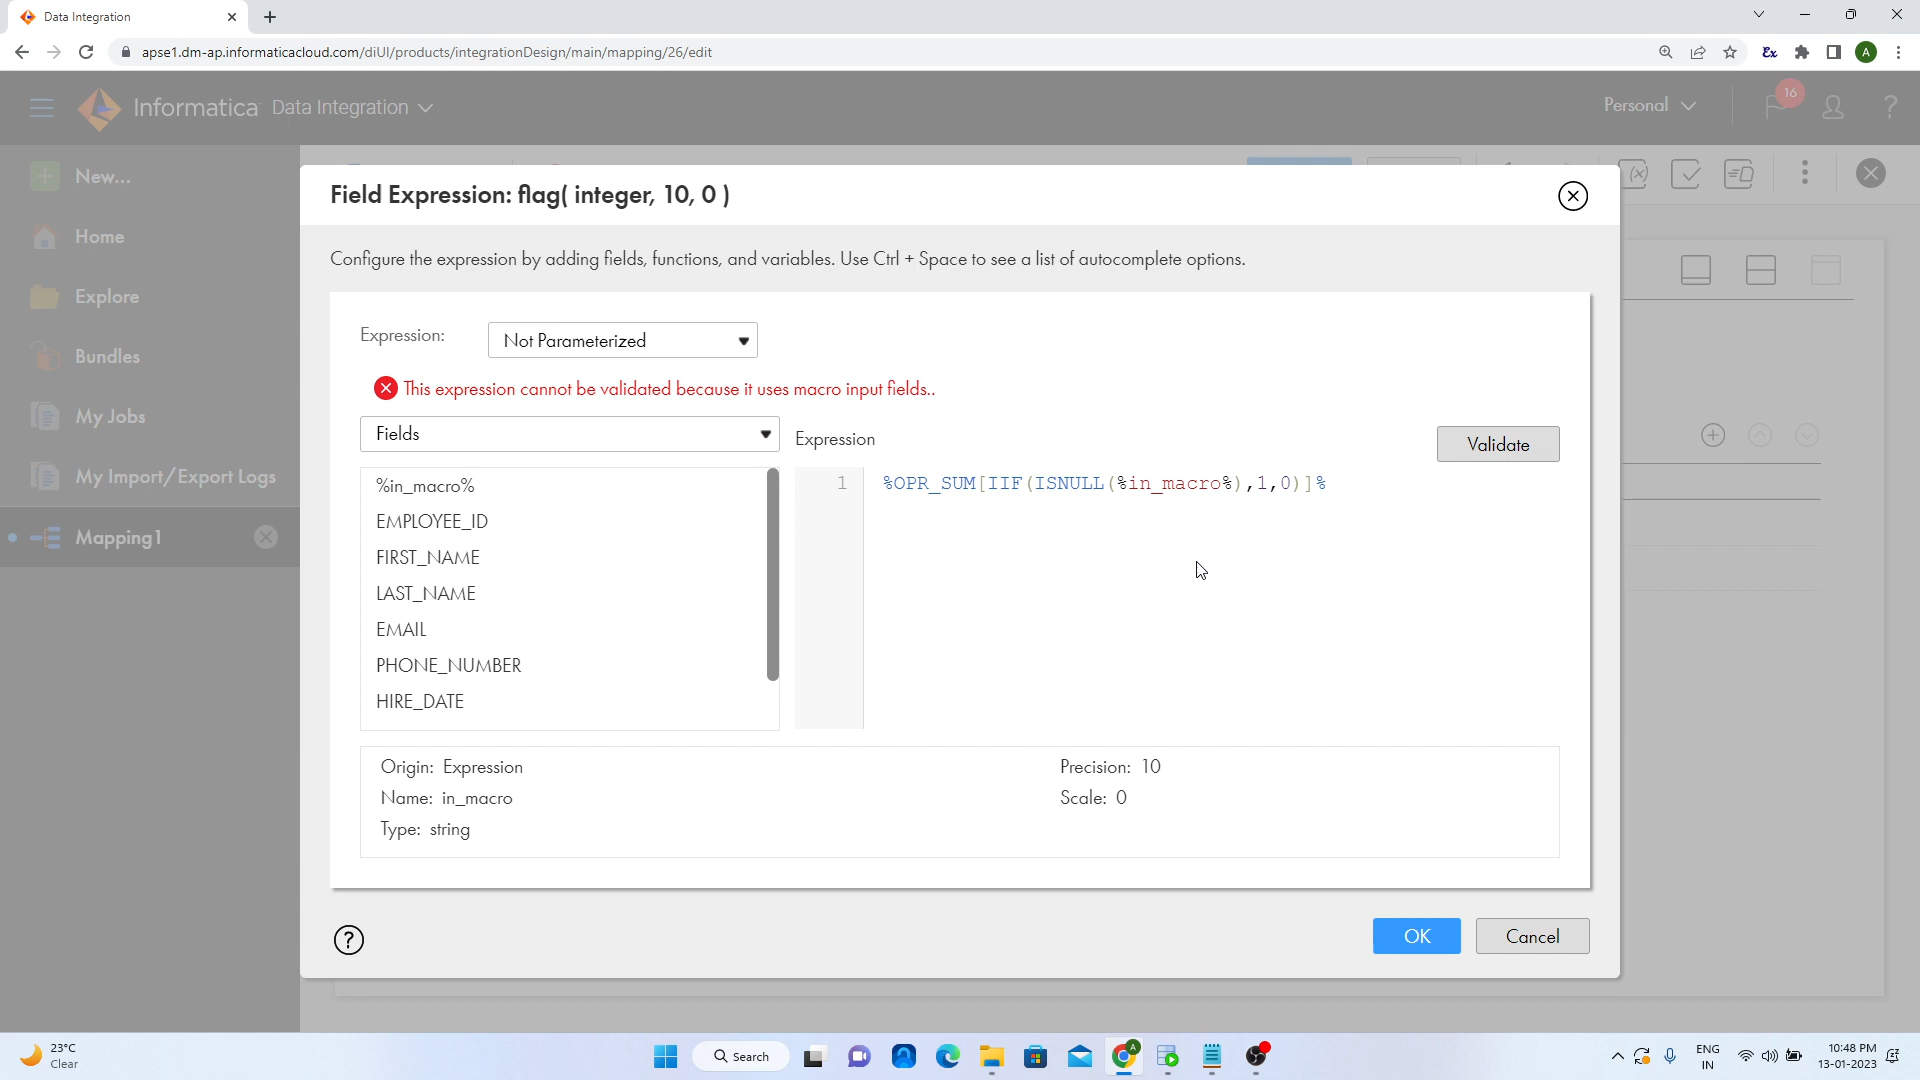 Data Integration
apse1.dm-ap.informaticacloud.com/diUI/products/integrationDesign/main/mapping/26/edit
Ex
A
Informatica Data Integration
Personal
16
?
New...
Home
Explore
Bundles
My Jobs
My Import/Export Logs
Mapping1
Field Expression: flag( integer, 10, 0 )
Configure the expression by adding fields, functions, and variables. Use Ctrl + Space to see a list of autocomplete options.
Expression:
Not Parameterized
This expression cannot be validated because it uses macro input fields..
Fields
Expression
Validate
%in_macro%
EMPLOYEE_ID
FIRST_NAME
LAST_NAME
EMAIL
PHONE_NUMBER
HIRE_DATE
1
%OPR_SUM[IIF(ISNULL(%in_macro%),1,0)]%
Origin: Expression
Name: in_macro
Type: string
Precision: 10
Scale: 0
?
OK
Cancel
23°C
Clear
Search
A
ENG
IN
10:48 PM
13-01-2023